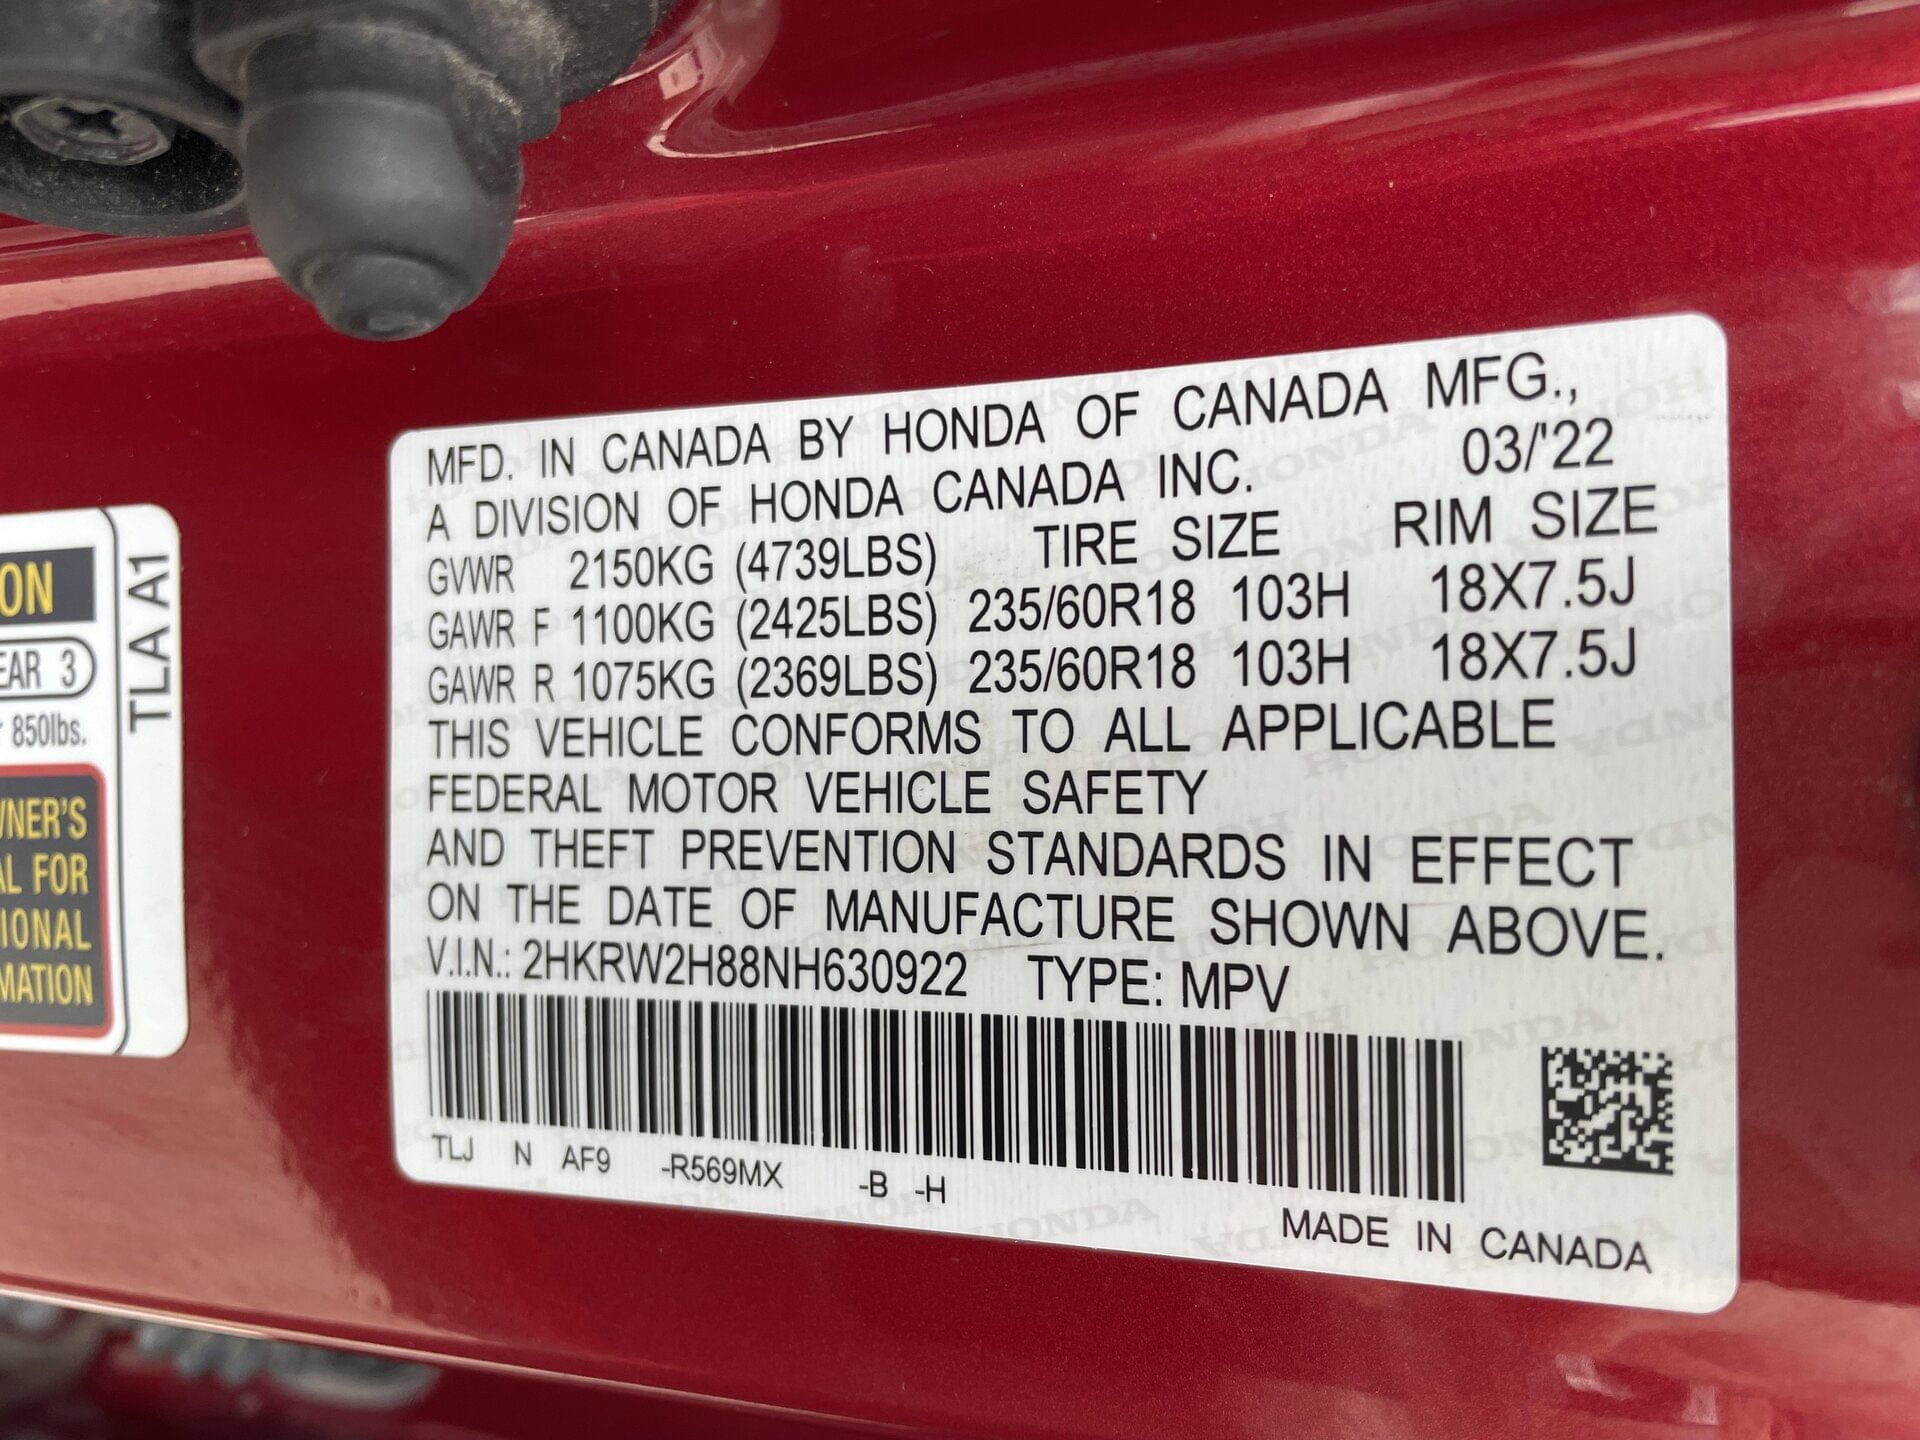 MFD. IN CANADA BY HONDA OF CANADA MFG.,
A DIVISION OF HONDA CANADA INC. 03/'22
GVWR 2150KG (4739LBS) TIRE SIZE RIM SIZE
GAWR F 1100KG (2425LBS) 235/60R18 103H 18X7.5J
GAWR R 1075KG (2369LBS) 235/60R18 103H 18X7.5J
THIS VEHICLE CONFORMS TO ALL APPLICABLE
FEDERAL MOTOR VEHICLE SAFETY
AND THEFT PREVENTION STANDARDS IN EFFECT
ON THE DATE OF MANUFACTURE SHOWN ABOVE.
V.I.N.: 2HKRW2H88NH630922 TYPE: MPV
TLJ N AF9 -R569MX -B -H
MADE IN CANADA
ON
EAR 3
850lbs.
WNER'S
AL FOR
IONAL
MATION
TLA A1